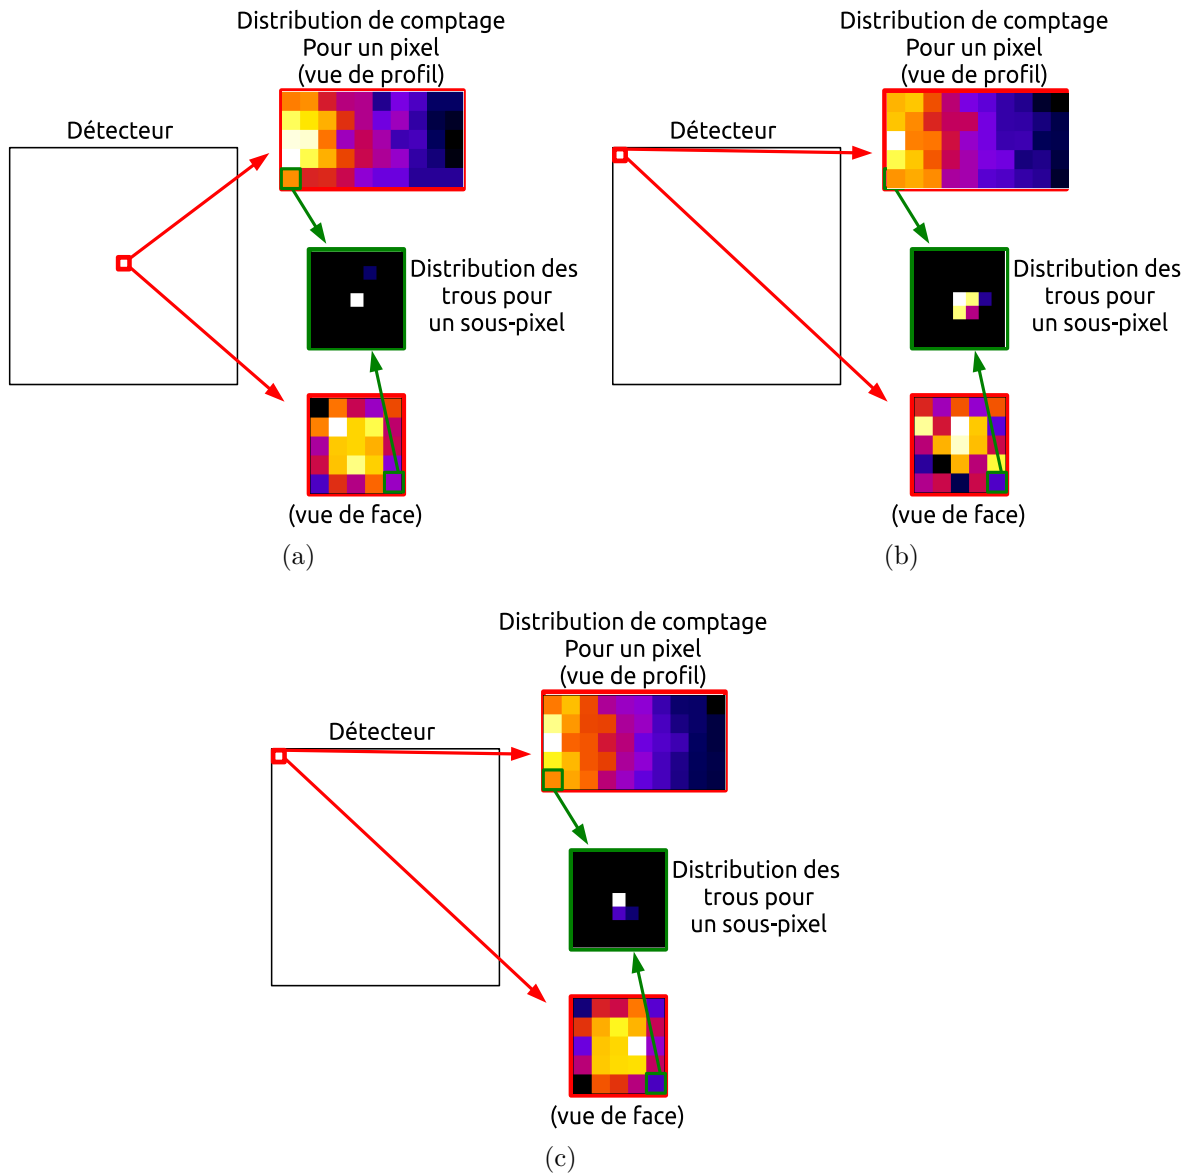 Distribution de comptage
Pour un pixel
(vue de profil)
Détecteur
Distribution des
trous pour
un sous-pixel
(vue de face)
(a)
Distribution de comptage
Pour un pixel
(vue de profil)
Détecteur
Distribution des
trous pour
un sous-pixel
(vue de face)
(b)
Distribution de comptage
Pour un pixel
(vue de profil)
Détecteur
Distribution des
trous pour
un sous-pixel
(vue de face)
(c)